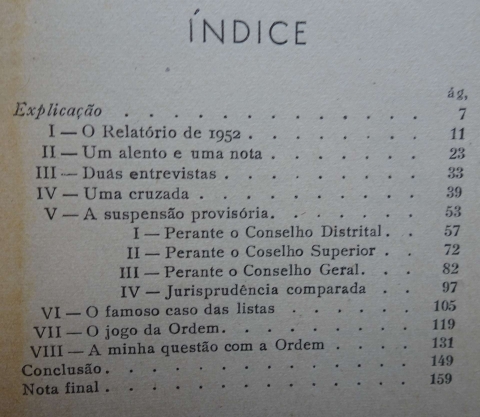 ÍNDICE
ág,
Explicação . . . . . . . . . . . . . 7
I — O Relatório de 1952 . . . . . . . . 11
II — Um alento e uma nota . . . . . . . 23
III — Duás entrevistas . . . . . . . . . 33
IV — Uma cruzada . . . . . . . . . . 39
V — A suspensão provisória. . . . . . . 53
I — Perante o Conselho Distrital . . 57
II — Perante o Coselho Superior . . 72
III — Perante o Conselho Geral. . . 82
IV — Jurisprudência comparada . . 97
VI — O famoso caso das listas . . . . . . 105
VII — O jogo da Ordem. . . . . . . . . 119
VIII — A minha questão com a Ordem . . . . 131
Conclusão. . . . . . . . . . . . . . 149
Nota final . . . . . . . . . . . . . . 159